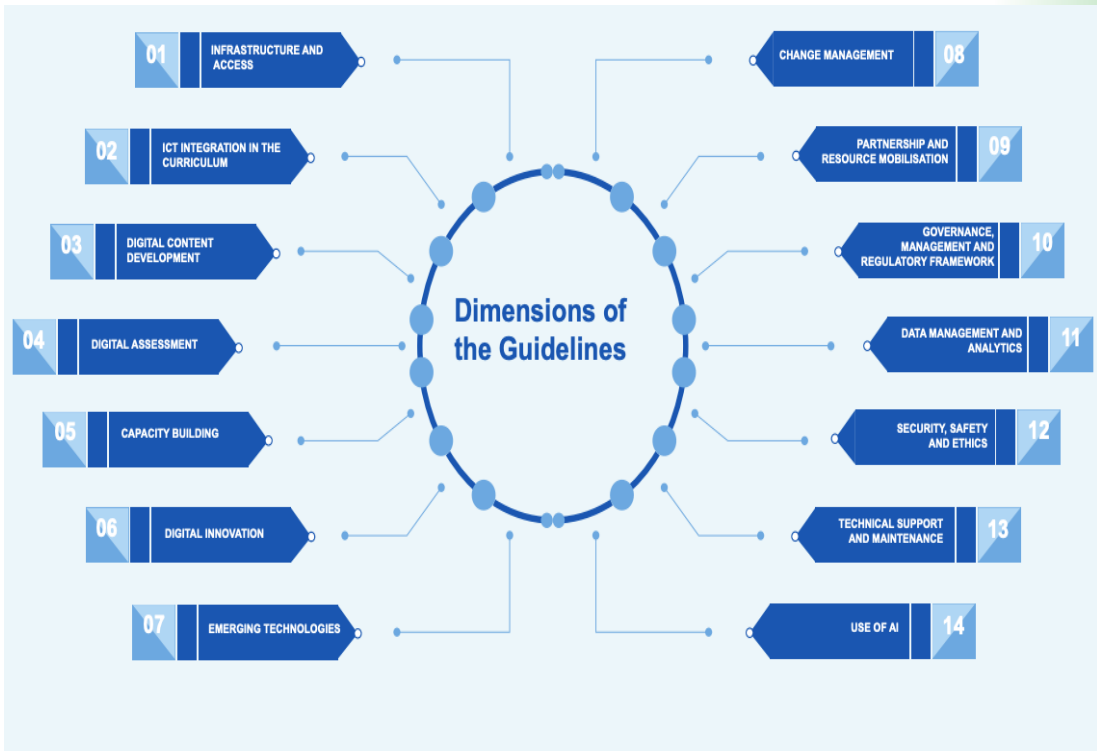 01
INFRASTRUCTURE AND
ACCESS
02
ICT INTEGRATION IN THE
CURRICULUM
03
DIGITAL CONTENT
DEVELOPMENT
04
DIGITAL ASSESSMENT
05
CAPACITY BUILDING
06
DIGITAL INNOVATION
07
EMERGING TECHNOLOGIES
Dimensions of
the Guidelines
CHANGE MANAGEMENT
08
PARTNERSHIP AND
RESOURCE MOBILISATION
09
GOVERNANCE,
MANAGEMENT AND
REGULATORY FRAMEWORK
10
DATA MANAGEMENT AND
ANALYTICS
11
SECURITY, SAFETY
AND ETHICS
12
TECHNICAL SUPPORT
AND MAINTENANCE
13
USE OF AI
14